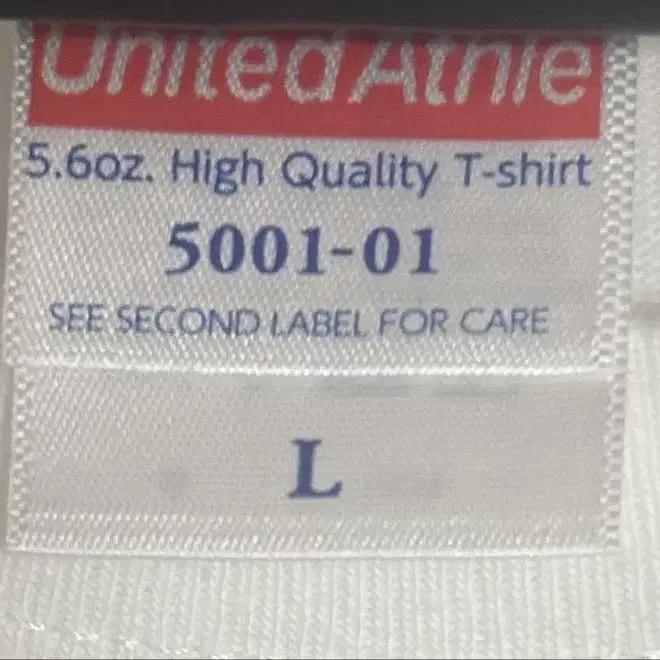 United Athle
5.6oz. High Quality T-shirt
5001-01
SEE SECOND LABEL FOR CARE
L